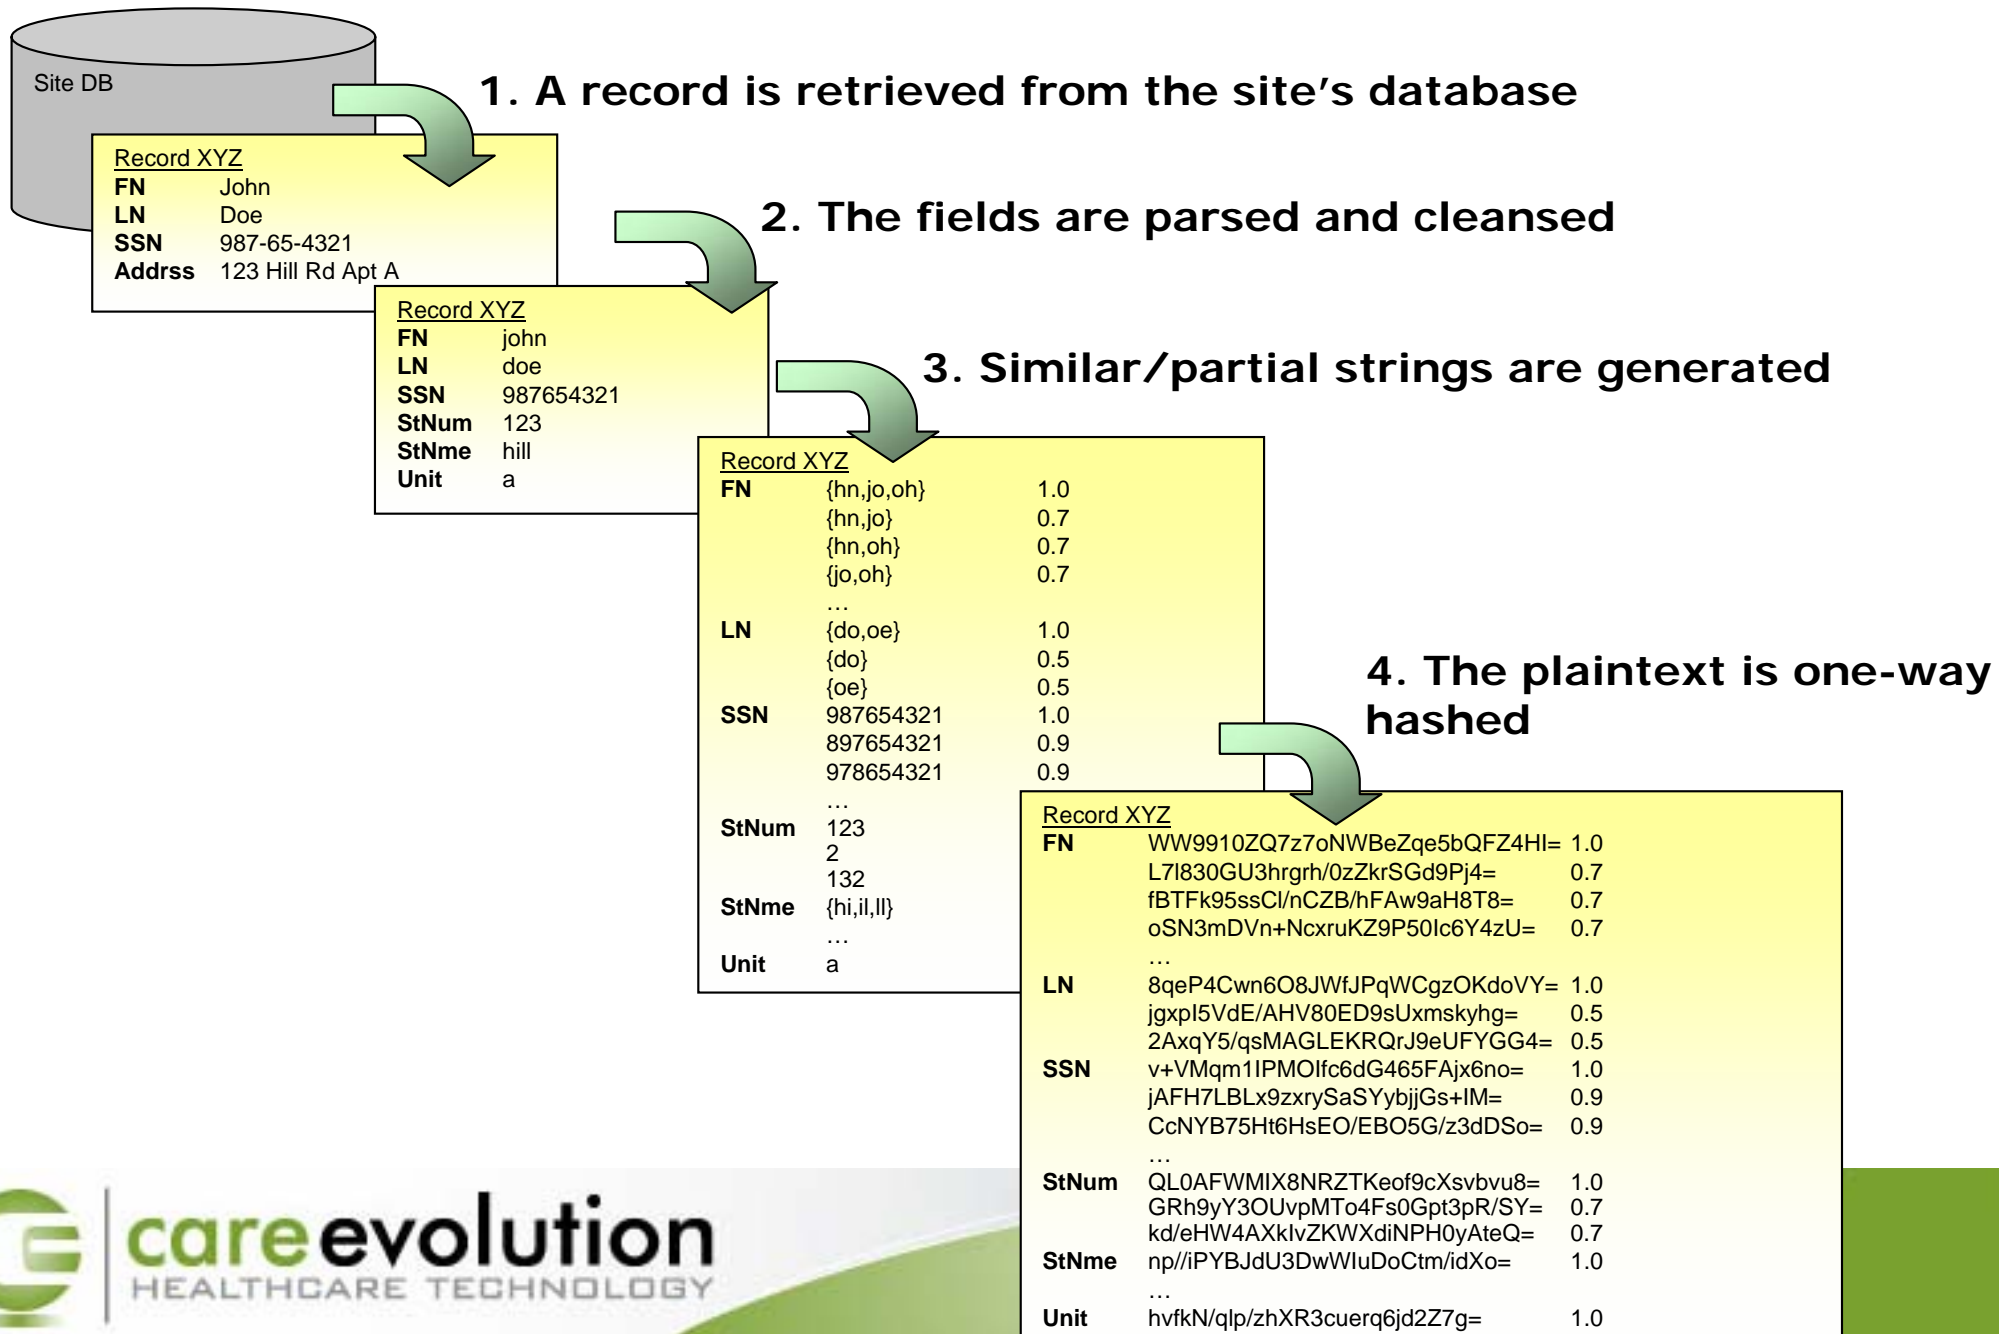 Site DB
1. A record is retrieved from the site's database
Record XYZ
FN John
LN Doe
SSN 987-65-4321
Addrss 123 Hill Rd Apt A
2. The fields are parsed and cleansed
Record XYZ
FN john
LN doe
SSN 987654321
StNum 123
StNme hill
Unit a
3. Similar/partial strings are generated
Record XYZ
FN {hn,jo,oh} 1.0
{hn,jo} 0.7
{hn,oh} 0.7
{jo,oh} 0.7
…
LN {do,oe} 1.0
{do} 0.5
{oe} 0.5
SSN 987654321 1.0
897654321 0.9
978654321 0.9
…
StNum 123
2
132
StNme {hi,il,ll}
…
Unit a
4. The plaintext is one-way
hashed
Record XYZ
FN WW9910ZQ7z7oNWBeZqe5bQFZ4HI= 1.0
L7I830GU3hrgrh/0zZkrSGd9Pj4= 0.7
fBTFk95ssCl/nCZB/hFAw9aH8T8= 0.7
oSN3mDVn+NcxruKZ9P50Ic6Y4zU= 0.7
…
LN 8qeP4Cwn6O8JWfJPqWCgzOKdoVY= 1.0
jgxpI5VdE/AHV80ED9sUxmskyhg= 0.5
2AxqY5/qsMAGLEKRQrJ9eUFYGG4= 0.5
SSN v+VMqm1IPMOIfc6dG465FAjx6no= 1.0
jAFH7LBLx9zxrySaSYybjjGs+IM= 0.9
CcNYB75Ht6HsEO/EBO5G/z3dDSo= 0.9
…
StNum QL0AFWMIX8NRZTKeof9cXsvbvu8= 1.0
GRh9yY3OUvpMTo4Fs0Gpt3pR/SY= 0.7
kd/eHW4AXkIvZKWXdiNPH0yAteQ= 0.7
StNme np//iPYBJdU3DwWIuDoCtm/idXo= 1.0
…
Unit hvfkN/qlp/zhXR3cuerq6jd2Z7g= 1.0
careevolution
HEALTHCARE TECHNOLOGY